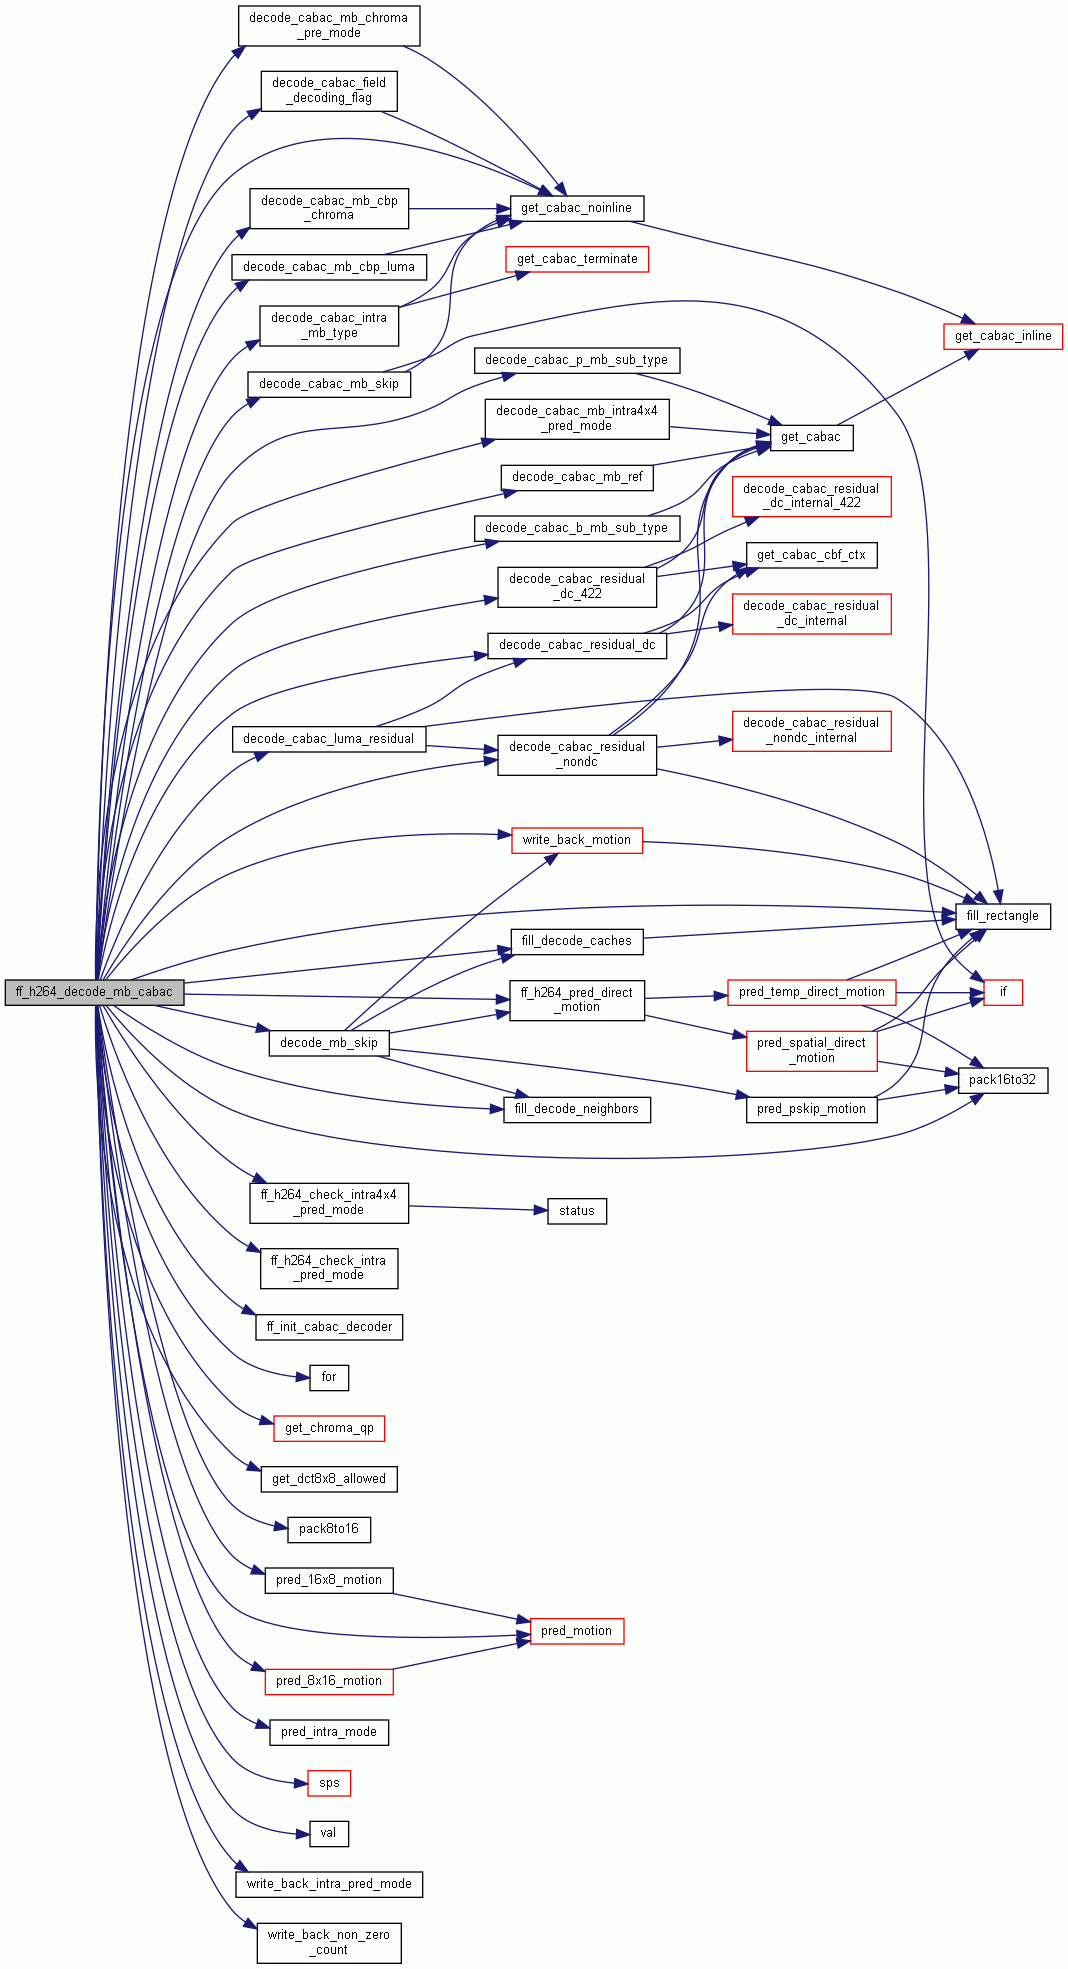 decode_cabac_mb_chroma
_pre_mode
decode_cabac_field
_decoding_flag
decode_cabac_mb_cbp
_chroma
get_cabac_noinline
get_cabac_terminate
decode_cabac_mb_cbp_luma
decode_cabac_intra
_mb_type
get_cabac_inline
decode_cabac_p_mb_sub_type
decode_cabac_mb_skip
decode_cabac_mb_intra4x4
_pred_mode
get_cabac
decode_cabac_mb_ref
decode_cabac_residual
_dc_internal_422
decode_cabac_b_mb_sub_type
get_cabac_cbf_ctx
decode_cabac_residual
_dc_422
decode_cabac_residual
_dc_internal
decode_cabac_residual_dc
decode_cabac_residual
_nondc_internal
decode_cabac_luma_residual
decode_cabac_residual
_nondc
write_back_motion
fill_rectangle
fill_decode_caches
ff_h264_decode_mb_cabac
ff_h264_pred_direct
_motion
pred_temp_direct_motion
if
decode_mb_skip
pred_spatial_direct
_motion
pack16to32
fill_decode_neighbors
pred_pskip_motion
ff_h264_check_intra4x4
_pred_mode
status
ff_h264_check_intra
_pred_mode
ff_init_cabac_decoder
for
get_chroma_qp
get_dct8x8_allowed
pack8to16
pred_16x8_motion
pred_motion
pred_8x16_motion
pred_intra_mode
sps
val
write_back_intra_pred_mode
write_back_non_zero
_count